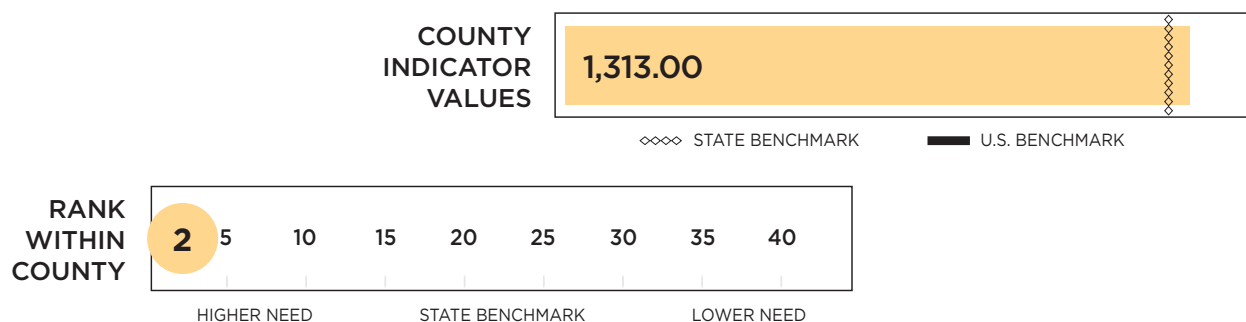 COUNTY
INDICATOR
VALUES
1,313.00
STATE BENCHMARK U.S. BENCHMARK
RANK
WITHIN
COUNTY
2 5 10 15 20 25 30 35 40
HIGHER NEED STATE BENCHMARK LOWER NEED